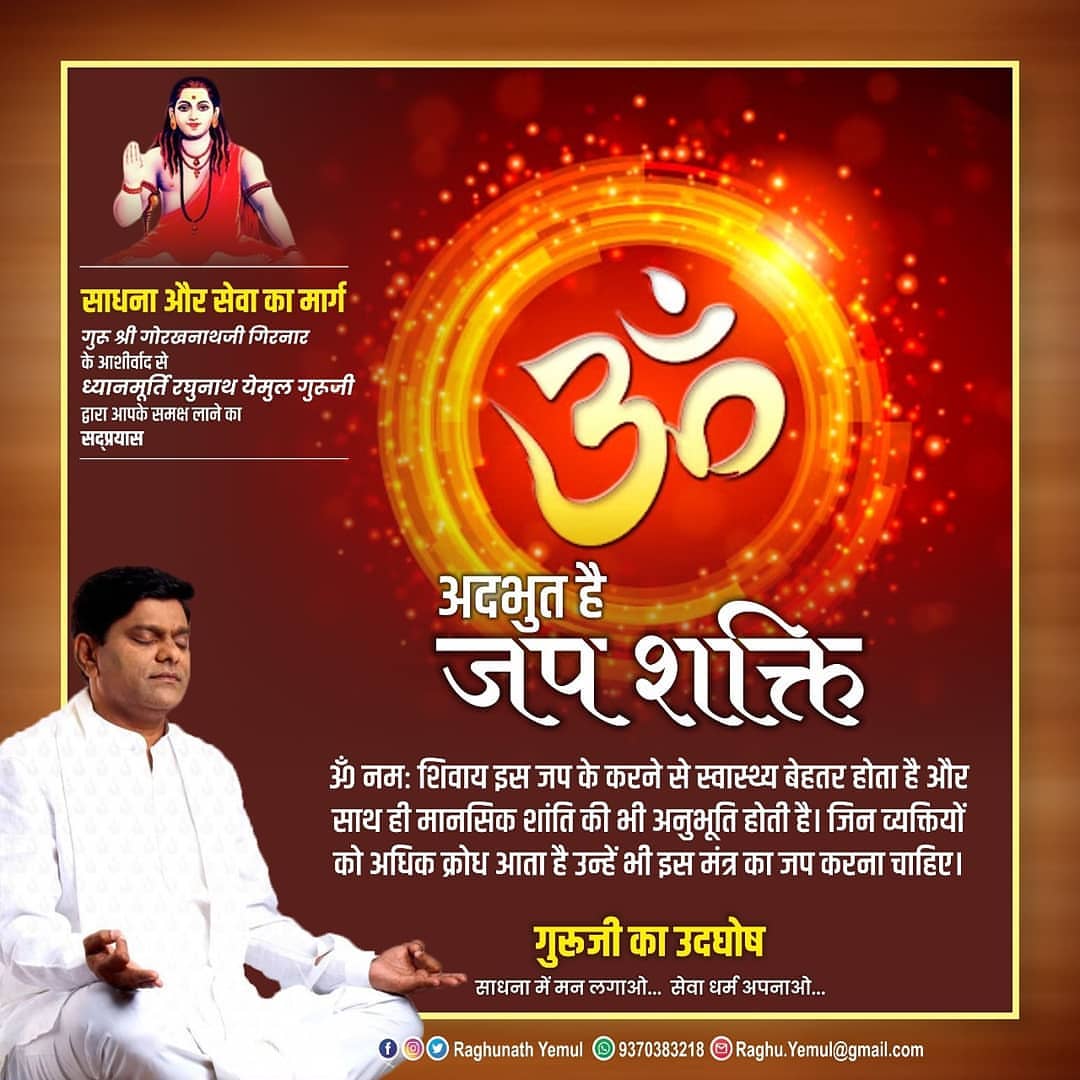 साधना और सेवा का मार्ग
गुरू श्री गोरखनाथजी गिरनार
के आशीर्वाद से
ध्यानमूर्ति रघुनाथ येमुल गुरूजी
द्वारा आपके समक्ष लाने का
सद्प्रयास
ॐ
अदभुत है
जप शक्ति
ॐ नमः शिवाय इस जप के करने से स्वास्थ्य बेहतर होता है और
साथ ही मानसिक शांति की भी अनुभूति होती है। जिन व्यक्तियों
को अधिक क्रोध आता है उन्हें भी इस मंत्र का जप करना चाहिए।
गुरूजी का उदघोष
साधना में मन लगाओ... सेवा धर्म अपनाओ...
Raghunath Yemul 9370383218 Raghu.Yemul@gmail.com